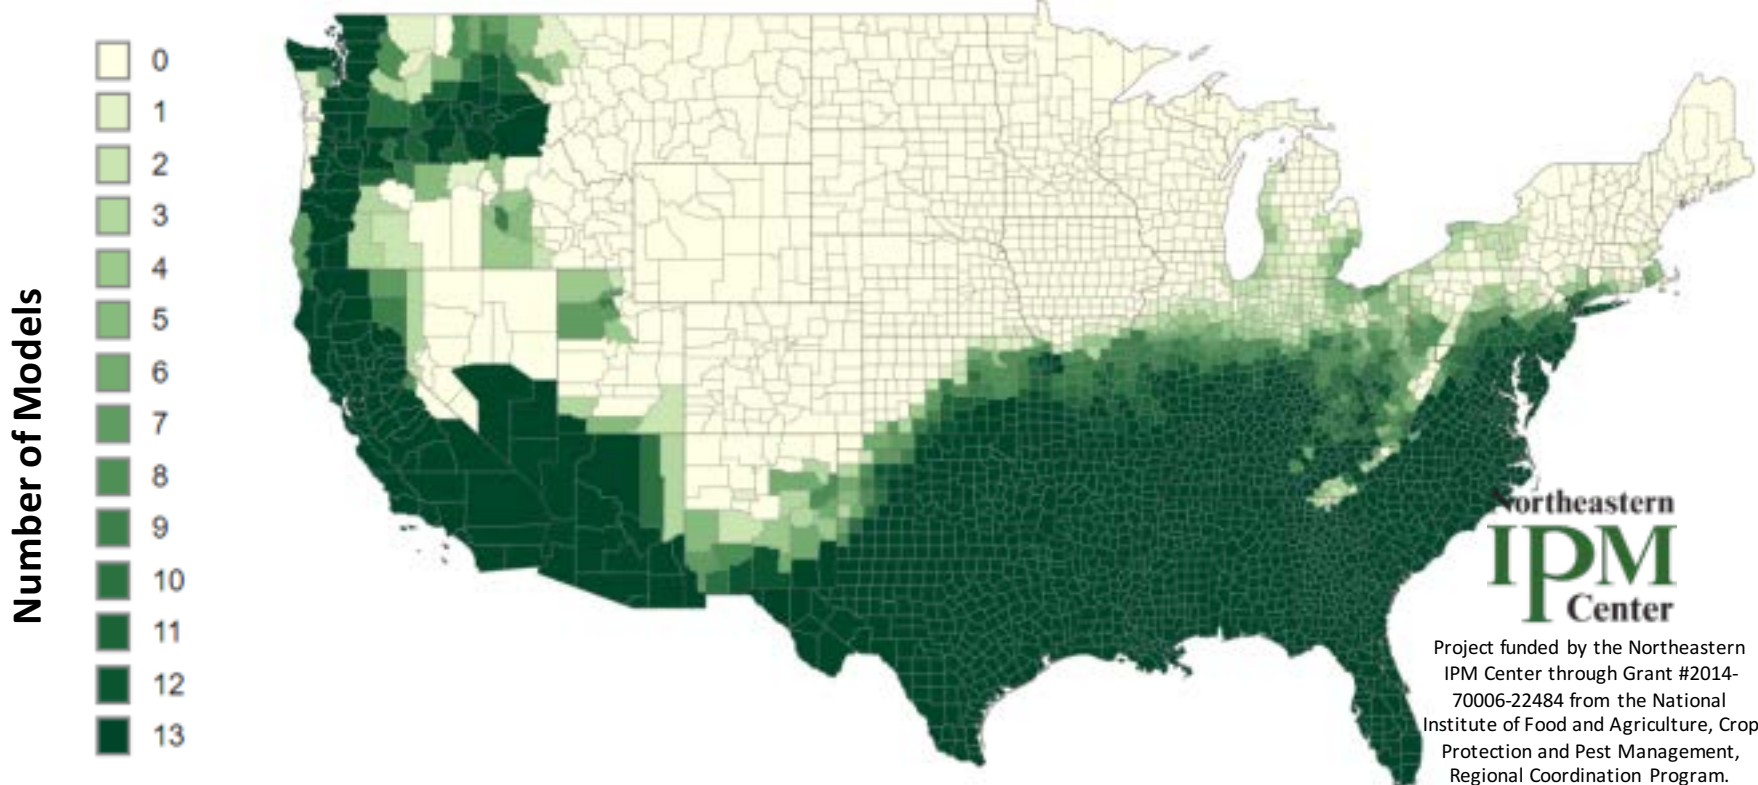 Number of Models
0
1
2
3
4
5
6
7
8
9
10
11
12
13
Northeastern
IPM
Center
Project funded by the Northeastern
IPM Center through Grant #2014-
70006-22484 from the National
Institute of Food and Agriculture, Crop
Protection and Pest Management,
Regional Coordination Program.